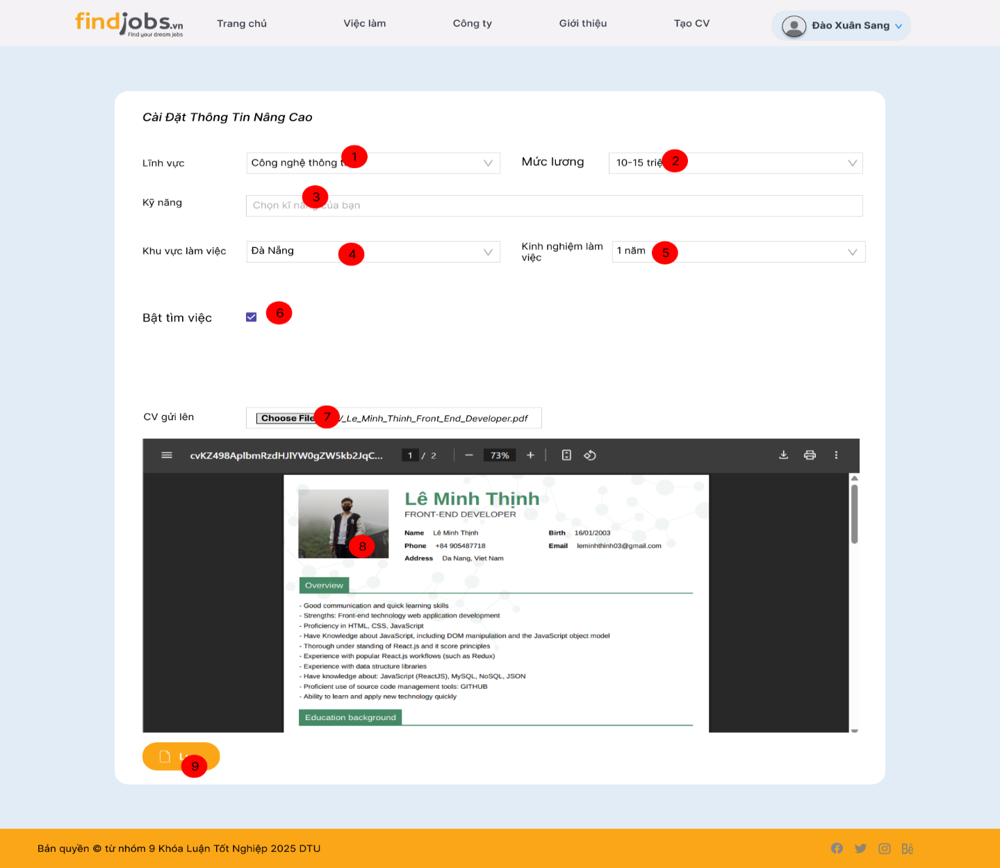 findjobs.vn
Find your dream jobs
Trang chủ
Việc làm
Công ty
Giới thiệu
Tạo CV
Đào Xuân Sang
Cài Đặt Thông Tin Nâng Cao
Lĩnh vực
Công nghệ thông
1
Mức lương
10-15
2
Kỹ năng
3
Chọn kĩ của bạn
Khu vực làm việc
Đà Nẵng
4
Kinh nghiệm làm
việc
1 năm
5
Bật tìm việc
6
CV gửi lên
Choose File
7
_Le_Minh_Thinh_Front_End_Developer.pdf
1 / 2
73%
Lê Minh Thịnh
FRONT-END DEVELOPER
Name Lê Minh Thịnh
Birth 16/01/2003
Phone +84 905487718
Email leminhthinh03@gmail.com
Address Da Nang, Viet Nam
8
Overview
- Good communication and quick learning skills
- Strengths: Front-end technology web application development
- Proficiency in HTML, CSS, JavaScript
- Have Knowledge about JavaScript, including DOM manipulation and the JavaScript object model
- Thorough under standing of React.js and it score principles
- Experience with popular React.js workflows (such as Redux)
- Experience with data structure libraries
- Have knowledge about: JavaScript (ReactJS), MySQL, NoSQL, JSON
- Proficient use of source code management tools: GITHUB
- Ability to learn and apply new technology quickly
Education background
9
Bản quyền © từ nhóm 9 Khóa Luận Tốt Nghiệp 2025 DTU